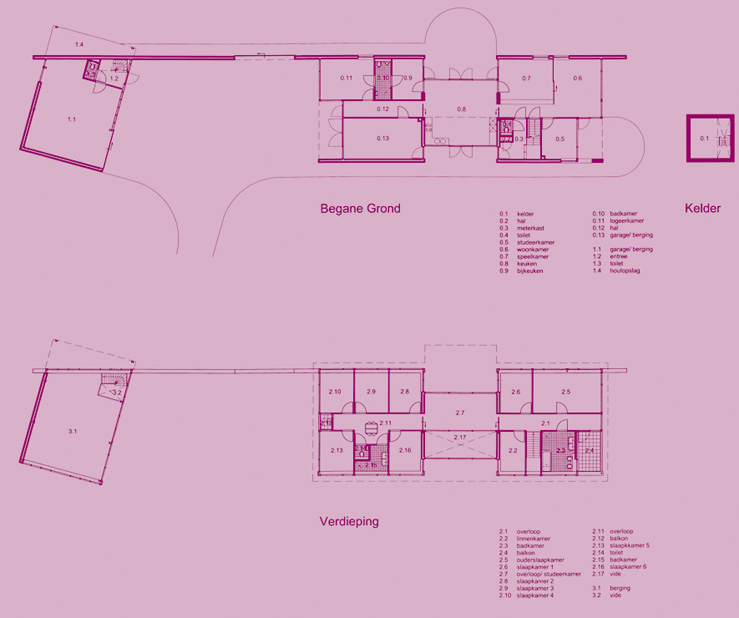 1.4
1.3
1.2
1.1
0.11
0.10
0.9
0.12
0.13
0.8
0.7
0.6
0.4
0.3
0.5
0.1
Begane Grond
Kelder
0.1 kelder
0.2 hal
0.3 meterkast
0.4 toilet
0.5 studeerkamer
0.6 woonkamer
0.7 speelkamer
0.8 keuken
0.9 bijkeuken
0.10 badkamer
0.11 logeerkamer
0.12 hal
0.13 garage/ berging
1.1 garage/ berging
1.2 entree
1.3 toilet
1.4 houtopslag
3.2
3.1
2.10
2.9
2.8
2.7
2.6
2.5
2.12
2.11
2.1
2.17
2.13
2.14
2.15
2.16
2.2
2.3
2.4
Verdieping
2.1 overloop
2.2 linnenkamer
2.3 badkamer
2.4 balkon
2.5 ouderslaapkamer
2.6 slaapkamer 1
2.7 overloop/ studeerkamer
2.8 slaapkamer 2
2.9 slaapkamer 3
2.10 slaapkamer 4
2.11 overloop
2.12 balkon
2.13 slaapkkamer 5
2.14 toilet
2.15 badkamer
2.16 slaapkamer 6
2.17 vide
3.1 berging
3.2 vide